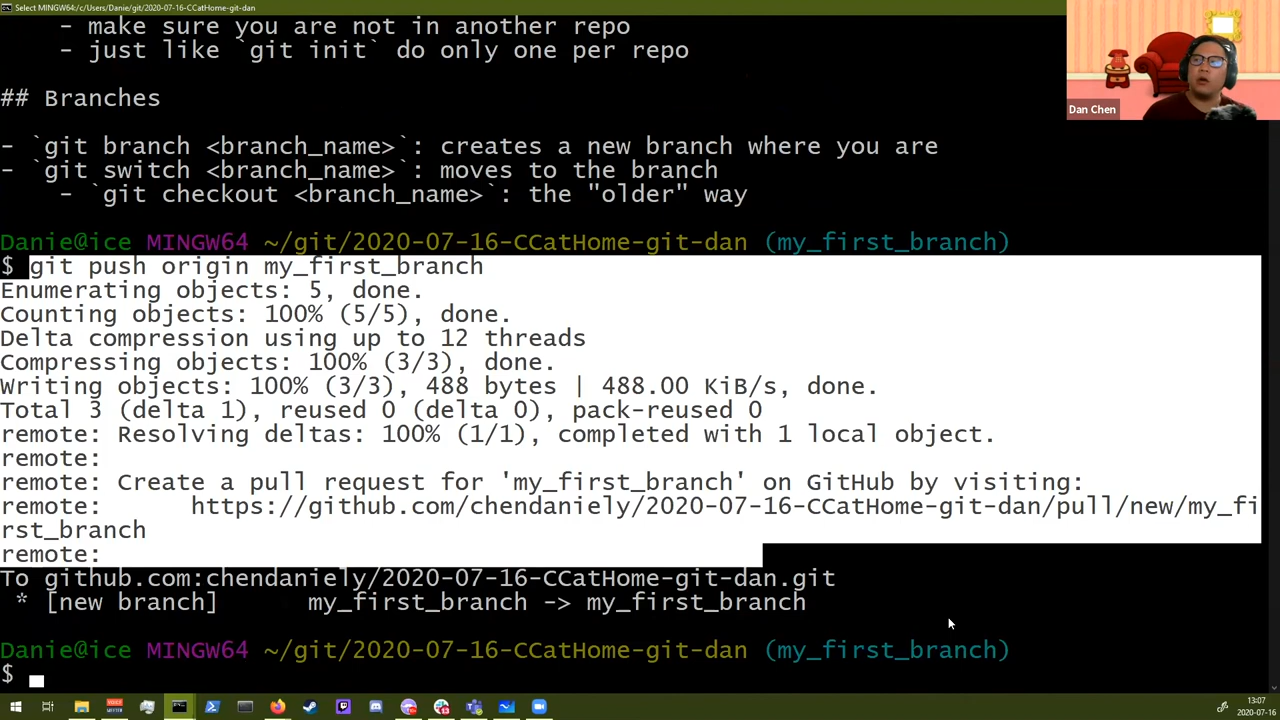 Select MINGW64:/c/Users/Danie/git/2020-07-16-CCatHome-git-dan
- make sure you are not in another repo
- just like `git init` do only one per repo
## Branches
- `git branch <branch_name>`: creates a new branch where you are
- `git switch <branch_name>`: moves to the branch
- `git checkout <branch_name>`: the "older" way
Dan Chen
Danie@ice MINGW64 ~/git/2020-07-16-CCatHome-git-dan (my_first_branch)
$ git push origin my_first_branch
Enumerating objects: 5, done.
Counting objects: 100% (5/5), done.
Delta compression using up to 12 threads
Compressing objects: 100% (3/3), done.
Writing objects: 100% (3/3), 488 bytes | 488.00 KiB/s, done.
Total 3 (delta 1), reused 0 (delta 0), pack-reused 0
remote: Resolving deltas: 100% (1/1), completed with 1 local object.
remote:
remote: Create a pull request for 'my_first_branch' on GitHub by visiting:
remote:      https://github.com/chendaniely/2020-07-16-CCatHome-git-dan/pull/new/my_fi
rst_branch
remote:
To github.com:chendaniely/2020-07-16-CCatHome-git-dan.git
* [new branch]      my_first_branch -> my_first_branch
Danie@ice MINGW64 ~/git/2020-07-16-CCatHome-git-dan (my_first_branch)
$
13:07
2020-07-16